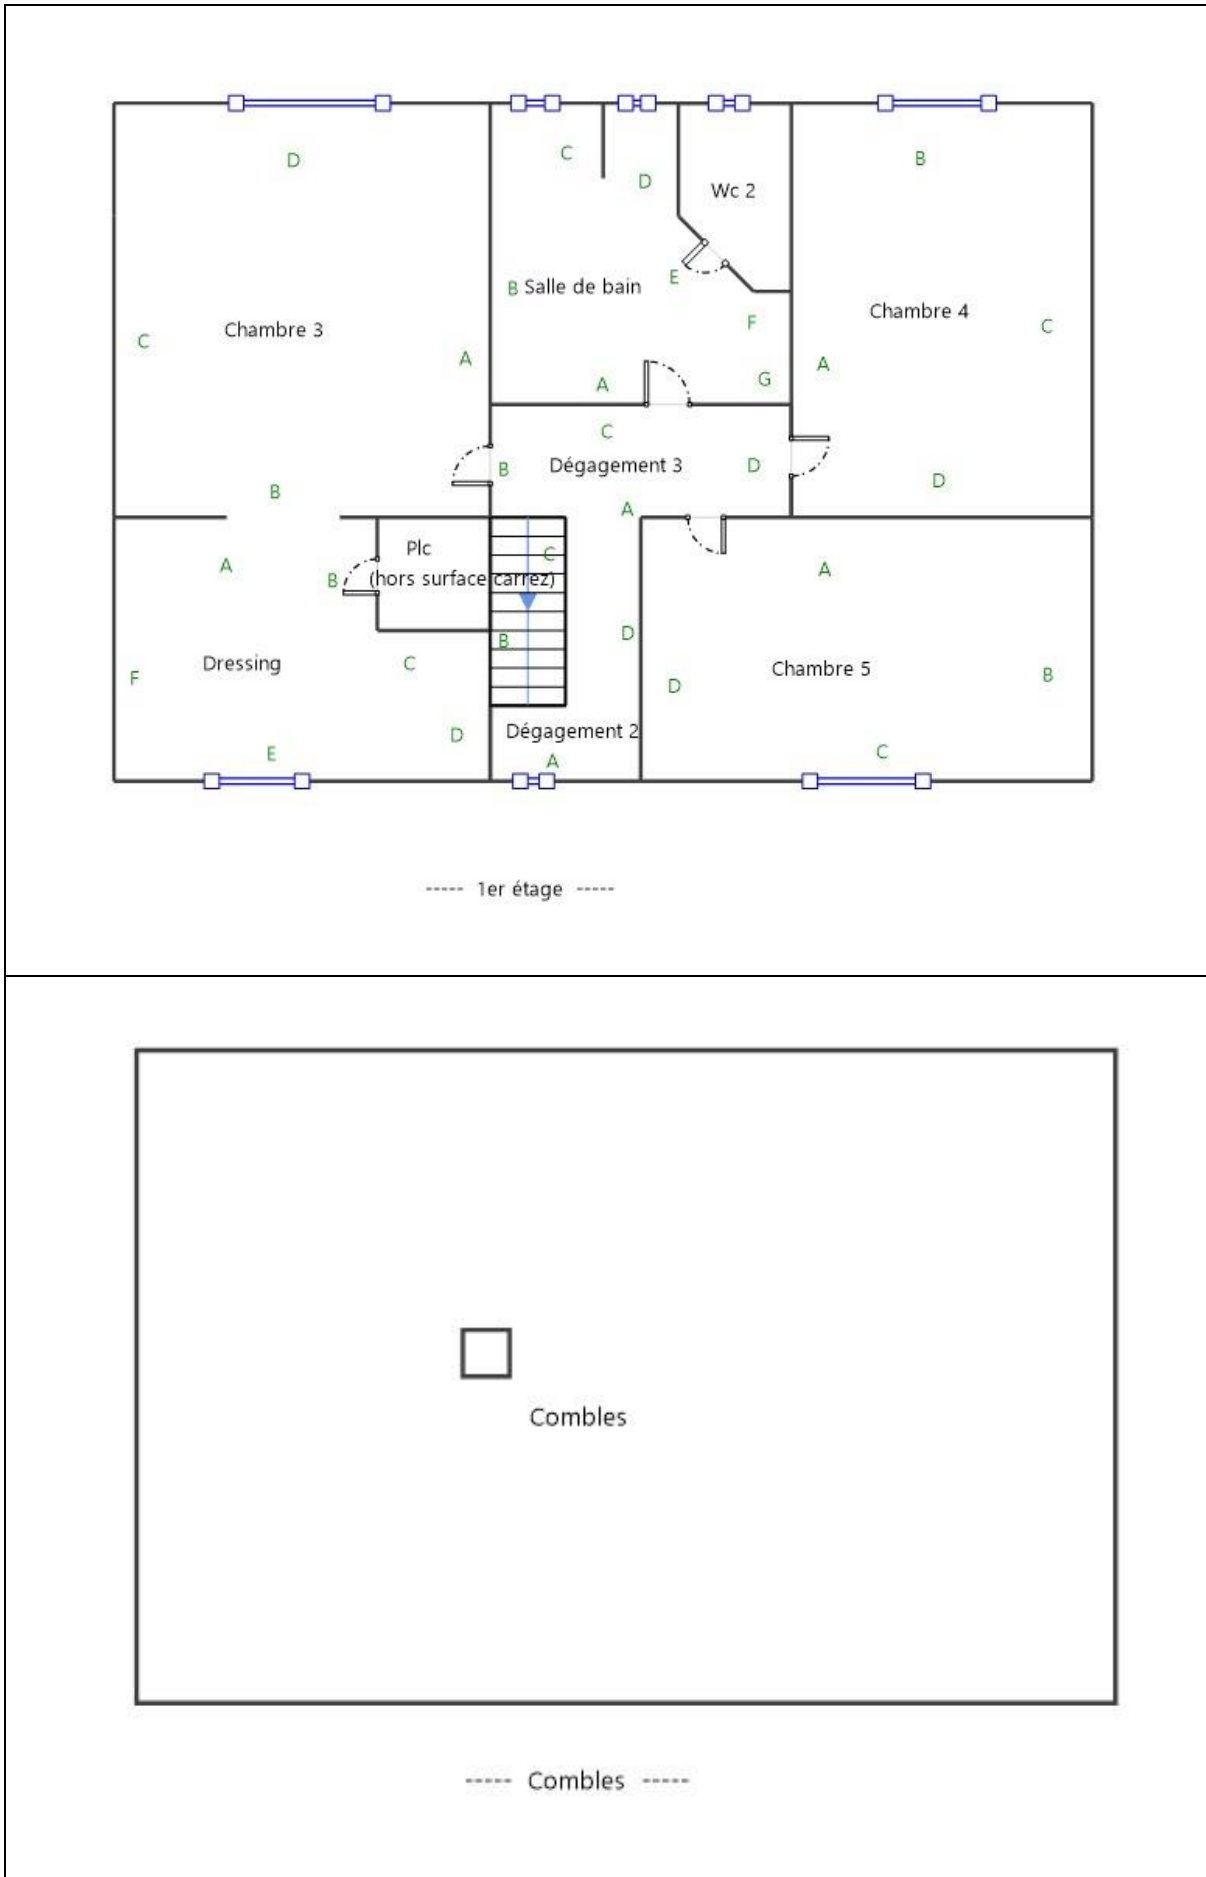 D
C
D
B
Wc 2
E
B Salle de bain
Chambre 4
F
C
Chambre 3
C
A
A
G
A
A
C
B
Dégagement 3
D
D
B
A
Plc
C
A
B
(hors surface carrez)
A
D
B
Dressing
C
Chambre 5
F
D
B
D
Dégagement 2
E
A
C
----- 1er étage -----
Combles
----- Combles -----